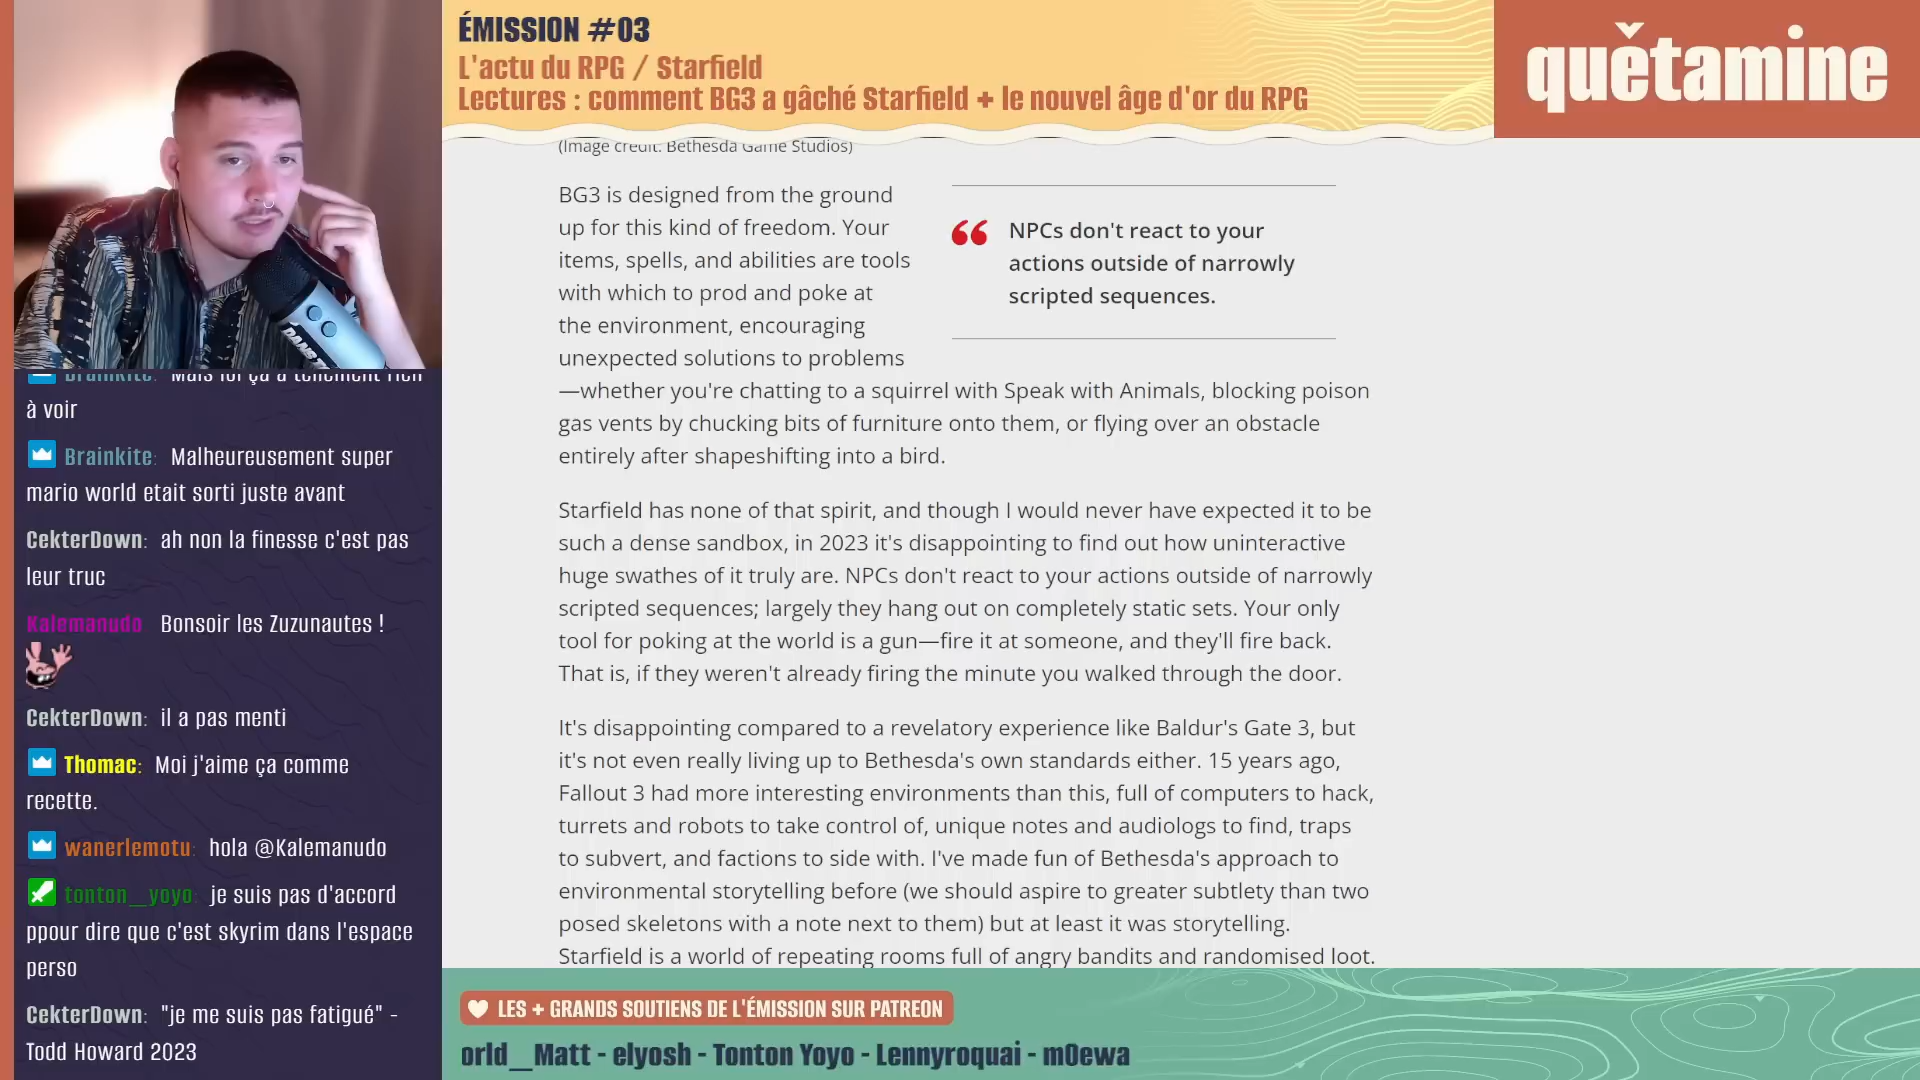 ÉMISSION #03
L'actu du RPG / Starfield
Lectures : comment BG3 a gâché Starfield + le nouvel âge d'or du RPG
quětamine
(Image credit: Bethesda Game Studios)
BG3 is designed from the ground
up for this kind of freedom. Your
items, spells, and abilities are tools
with which to prod and poke at
the environment, encouraging
unexpected solutions to problems
—whether you're chatting to a squirrel with Speak with Animals, blocking poison
gas vents by chucking bits of furniture onto them, or flying over an obstacle
entirely after shapeshifting into a bird.
“ NPCs don't react to your
actions outside of narrowly
scripted sequences.
Starfield has none of that spirit, and though I would never have expected it to be
such a dense sandbox, in 2023 it's disappointing to find out how uninteractive
huge swathes of it truly are. NPCs don't react to your actions outside of narrowly
scripted sequences; largely they hang out on completely static sets. Your only
tool for poking at the world is a gun—fire it at someone, and they'll fire back.
That is, if they weren't already firing the minute you walked through the door.
It's disappointing compared to a revelatory experience like Baldur's Gate 3, but
it's not even really living up to Bethesda's own standards either. 15 years ago,
Fallout 3 had more interesting environments than this, full of computers to hack,
turrets and robots to take control of, unique notes and audiologs to find, traps
to subvert, and factions to side with. I've made fun of Bethesda's approach to
environmental storytelling before (we should aspire to greater subtlety than two
posed skeletons with a note next to them) but at least it was storytelling.
Starfield is a world of repeating rooms full of angry bandits and randomised loot.
DANS T
Brainkite: Mais toi ça a tellement rien
à voir
Brainkite: Malheureusement super
mario world etait sorti juste avant
CekterDown: ah non la finesse c'est pas
leur truc
Kalemanudo Bonsoir les Zuzunautes !
CekterDown: il a pas menti
Thomac: Moi j'aime ça comme
recette.
wanerlemotu: hola @Kalemanudo
tonton_yoyo: je suis pas d'accord
ppour dire que c'est skyrim dans l'espace
perso
CekterDown: "je me suis pas fatigué" -
Todd Howard 2023
LES + GRANDS SOUTIENS DE L'ÉMISSION SUR PATREON
orld_Matt - elyosh - Tonton Yoyo - Lennyroquai - m0ewa